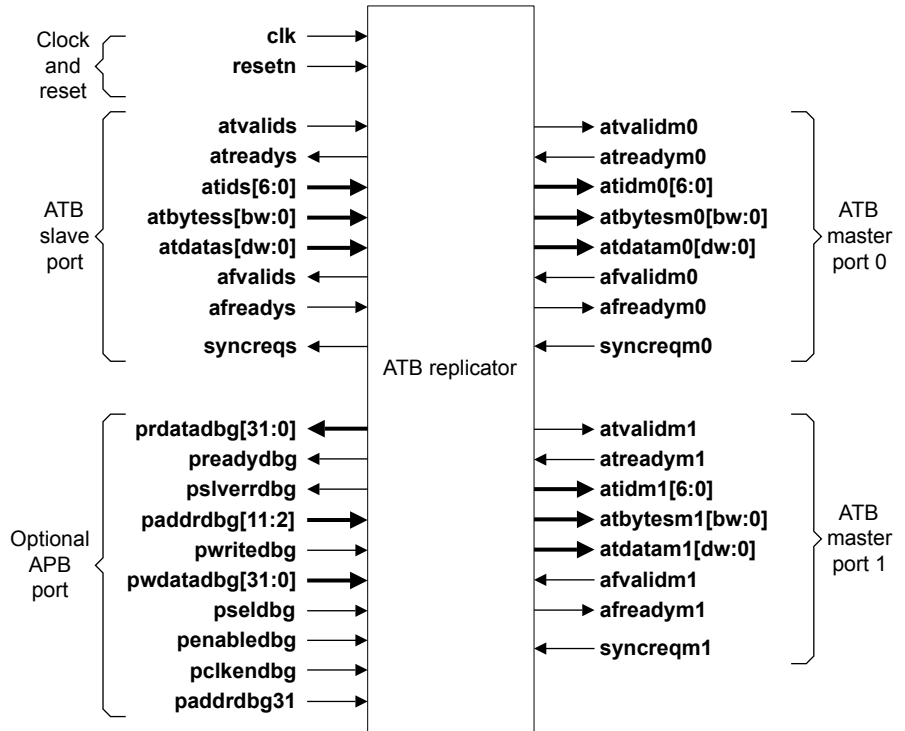 Clock
and
reset
clk
resetn
ATB
slave
port
atvalids
atreadys
atids[6:0]
atbytess[bw:0]
atdatas[dw:0]
afvalids
afreadys
syncreqs
Optional
APB
port
prdatadbg[31:0]
preadydbg
pslverrdbg
paddrdbg[11:2]
pwritedbg
pwdatadbg[31:0]
pseldbg
penabledbg
pclkendbg
paddrdbg31
ATB replicator
atvalidm0
atreadym0
atidm0[6:0]
atbytesm0[bw:0]
atdatam0[dw:0]
afvalidm0
afreadym0
syncreqm0
ATB
master
port 0
atvalidm1
atreadym1
atidm1[6:0]
atbytesm1[bw:0]
atdatam1[dw:0]
afvalidm1
afreadym1
syncreqm1
ATB
master
port 1